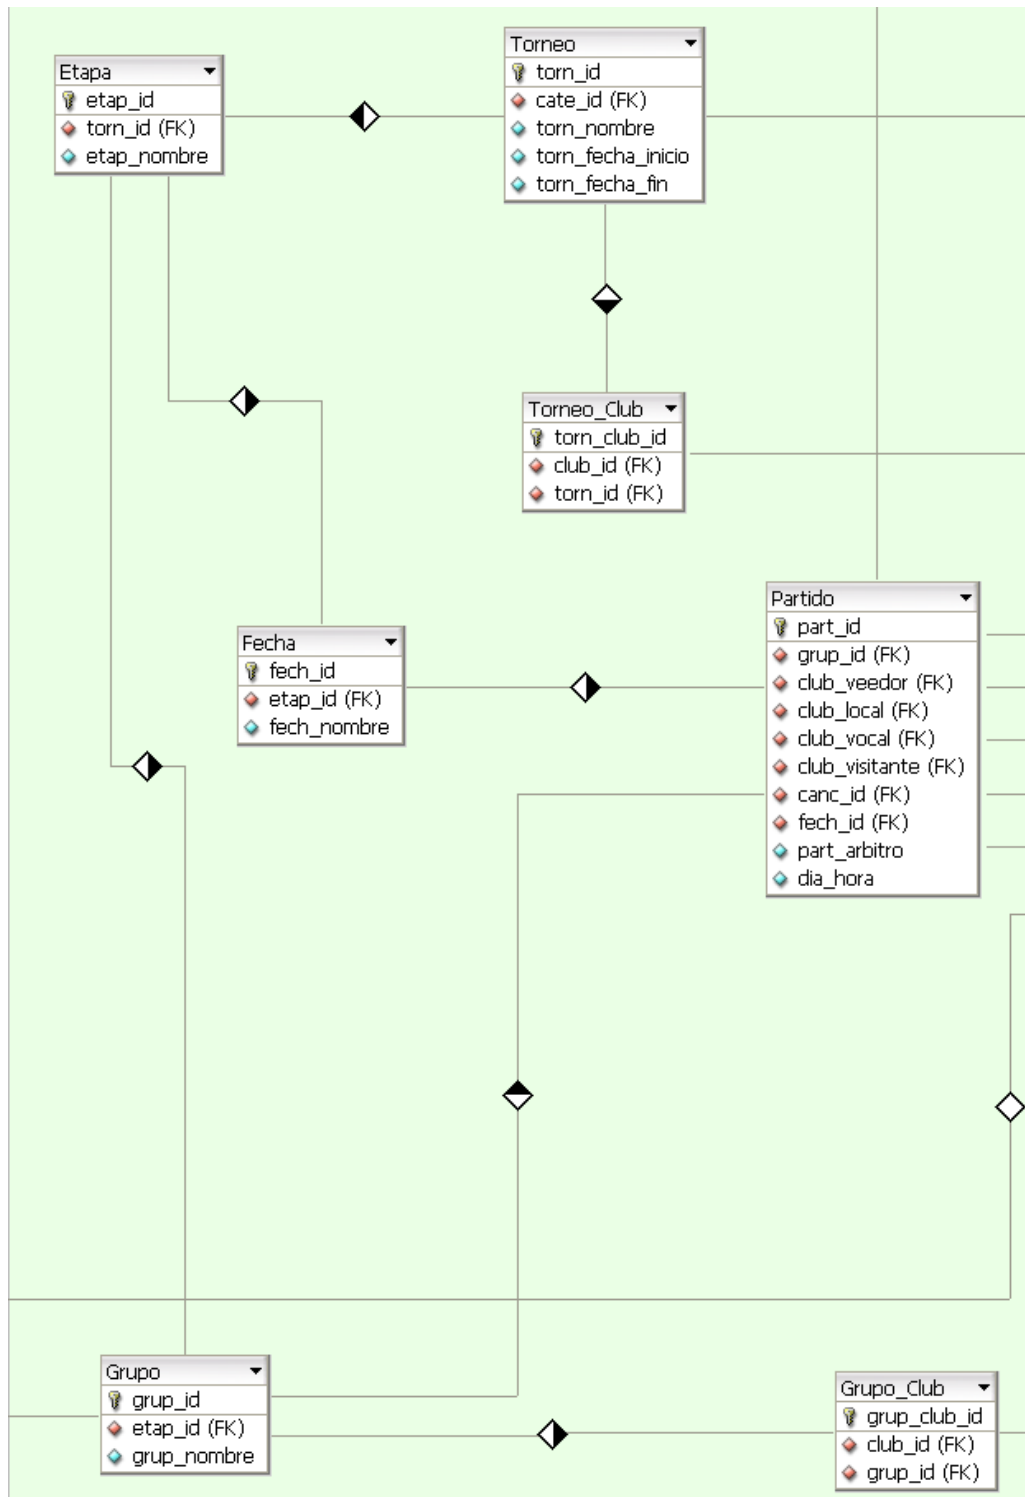 Etapa
etap_id
torn_id (FK)
etap_nombre
Torneo
torn_id
cate_id (FK)
torn_nombre
torn_fecha_inicio
torn_fecha_fin
Torneo_Club
torn_club_id
club_id (FK)
torn_id (FK)
Fecha
fech_id
etap_id (FK)
fech_nombre
Partido
part_id
grup_id (FK)
club_veedor (FK)
club_local (FK)
club_vocal (FK)
club_visitante (FK)
canc_id (FK)
fech_id (FK)
part_arbitro
dia_hora
Grupo
grup_id
etap_id (FK)
grup_nombre
Grupo_Club
grup_club_id
club_id (FK)
grup_id (FK)